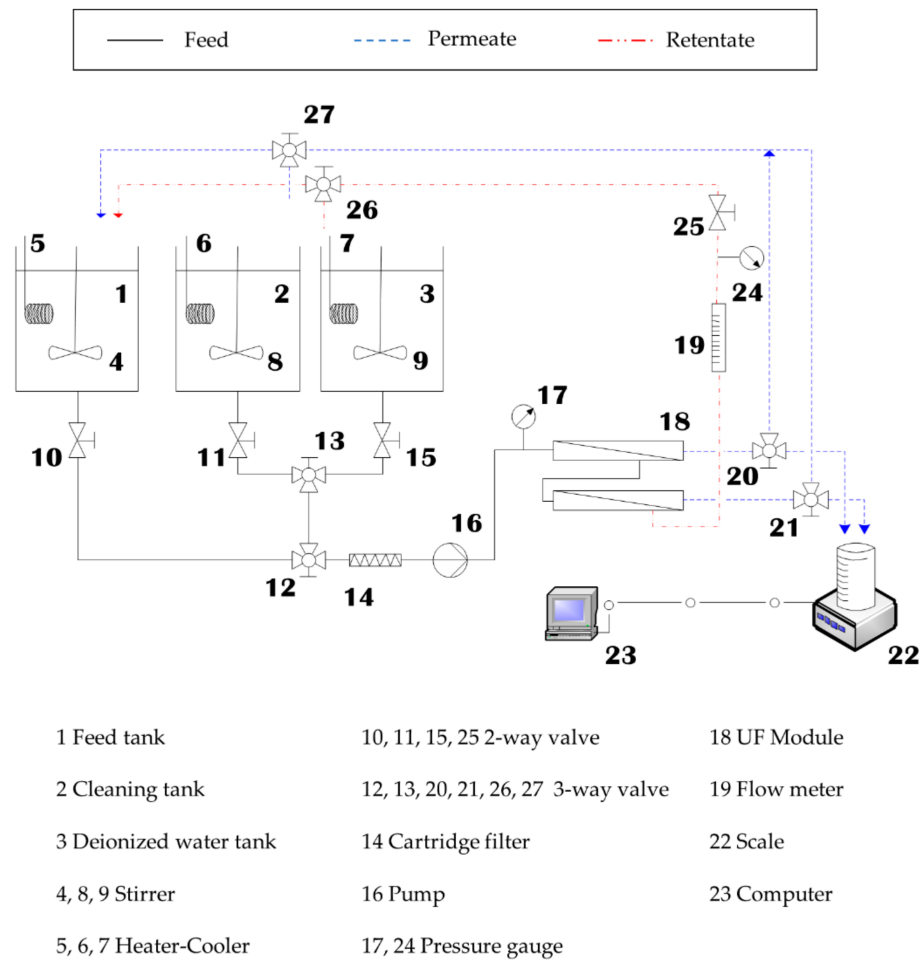 Feed Permeate Retentate
27
26
25
5 6 7
1 2 3
24
19
4 8 9
17
18
10 11 13 15
20
16
21
12 14
23 22
1 Feed tank 10, 11, 15, 25 2-way valve 18 UF Module
2 Cleaning tank 12, 13, 20, 21, 26, 27 3-way valve 19 Flow meter
3 Deionized water tank 14 Cartridge filter 22 Scale
4, 8, 9 Stirrer 16 Pump 23 Computer
5, 6, 7 Heater-Cooler 17, 24 Pressure gauge